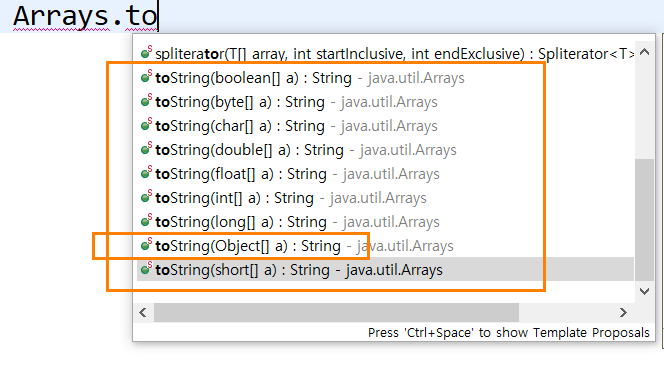 Arrays.to
spliterator(T[] array, int startInclusive, int endExclusive) : Spliterator<T>
toString(boolean[] a) : String - java.util.Arrays
toString(byte[] a) : String - java.util.Arrays
toString(char[] a) : String - java.util.Arrays
toString(double[] a) : String - java.util.Arrays
toString(float[] a) : String - java.util.Arrays
toString(int[] a) : String - java.util.Arrays
toString(long[] a) : String - java.util.Arrays
toString(Object[] a) : String - java.util.Arrays
toString(short[] a) : String - java.util.Arrays
Press 'Ctrl+Space' to show Template Proposals